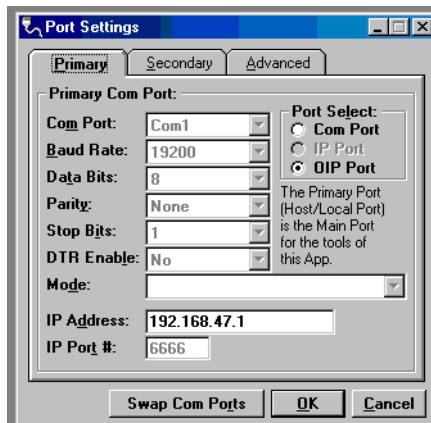 Port Settings
Primary Secondary Advanced
Primary Com Port:
Com Port: Com1
Baud Rate: 19200
Data Bits: 8
Parity: None
Stop Bits: 1
DTR Enable: No
Mode:
Port Select:
Com Port
IP Port
OIP Port
The Primary Port
(Host/Local Port)
is the Main Port
for the tools of
this App.
IP Address: 192.168.47.1
IP Port #: 6666
Swap Com Ports OK Cancel